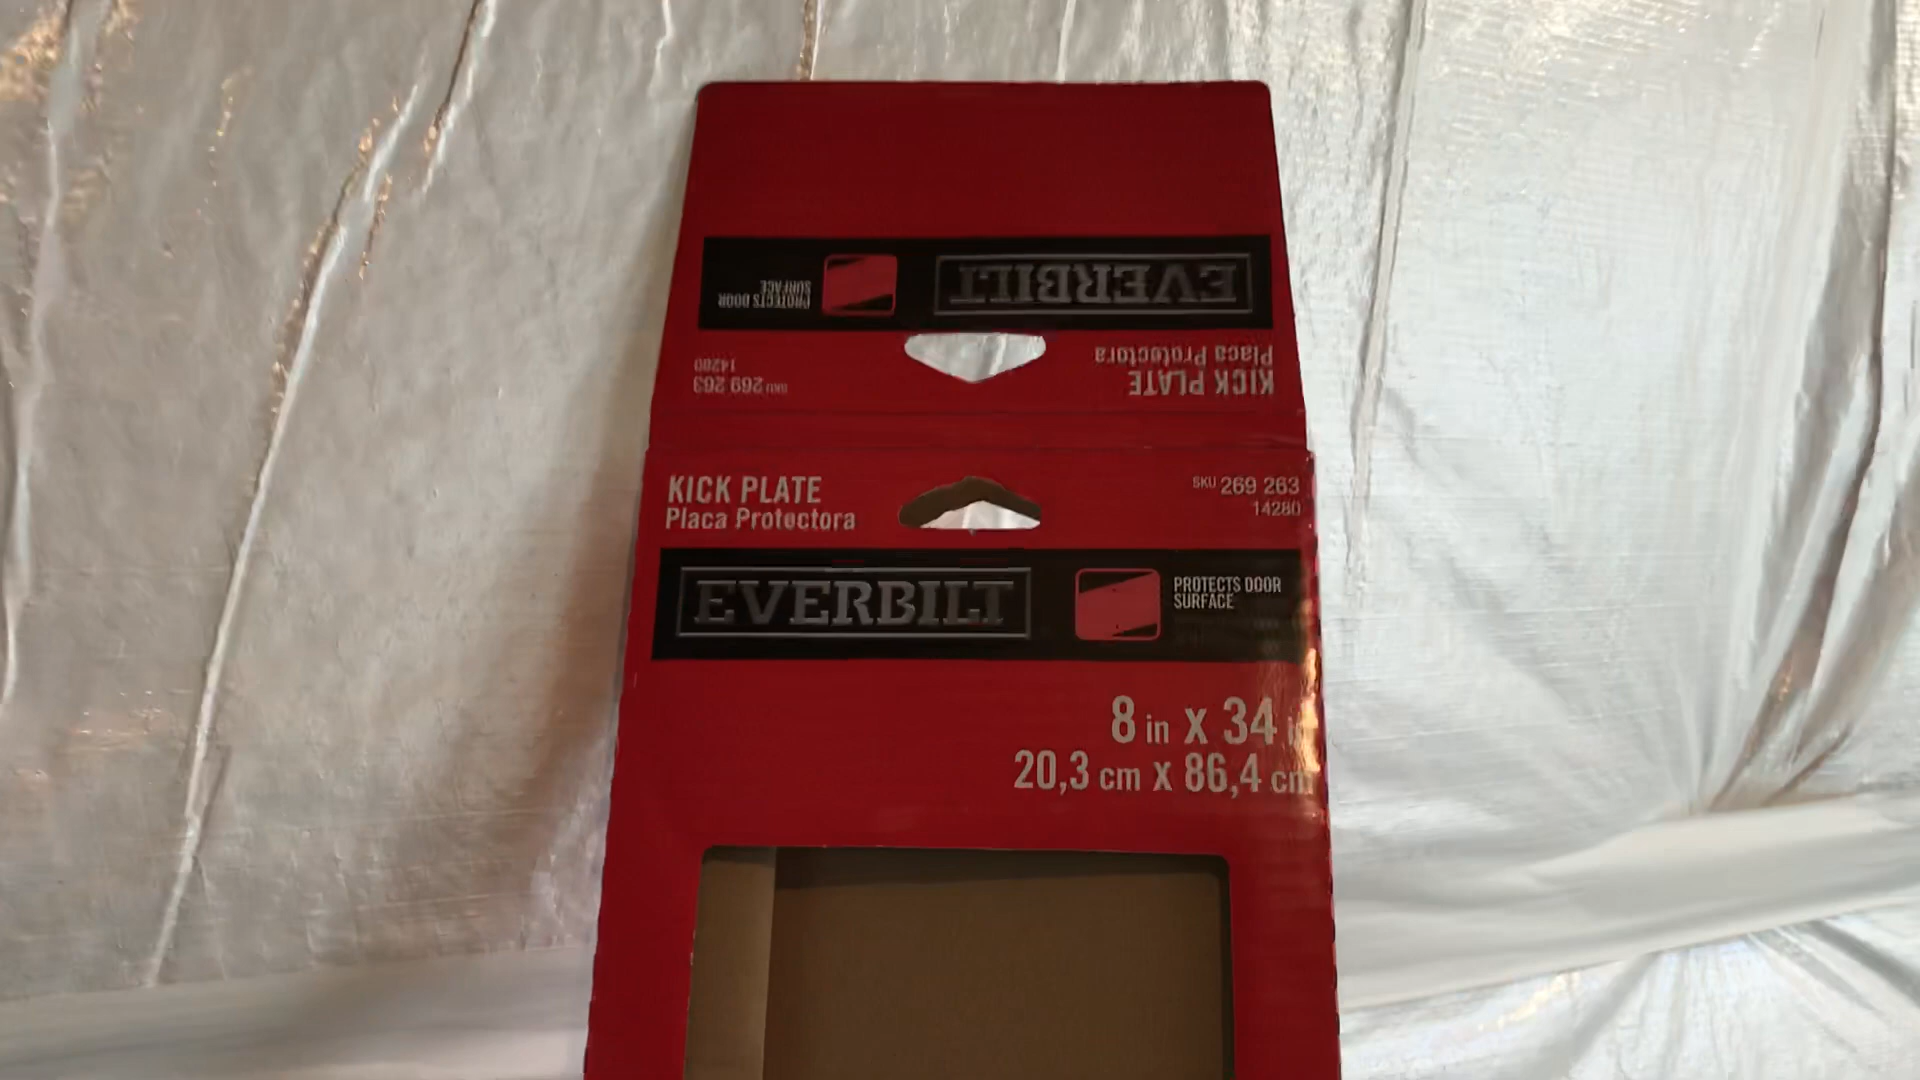 EVERBILT
PROTECTS DOOR
SURFACE
KICK PLATE
Placa Protectora
SKU 269 263
14280
KICK PLATE
Placa Protectora
SKU 269 263
14280
EVERBILT
PROTECTS DOOR
SURFACE
8 in x 34 in
20,3 cm x 86,4 cm